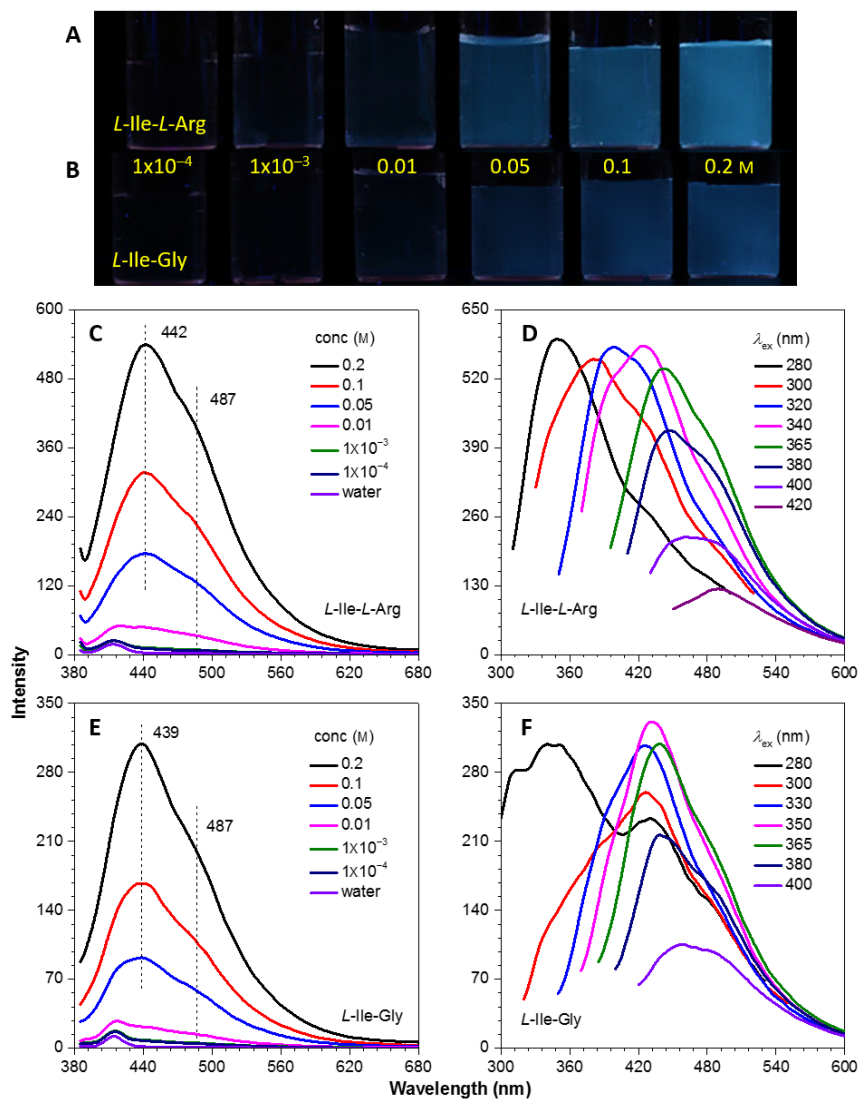 A
L-Ile-L-Arg
B
1x10⁻⁴ 1x10⁻³ 0.01 0.05 0.1 0.2 M
L-Ile-Gly
C
442
487
conc (M)
0.2
0.1
0.05
0.01
1X10⁻³
1X10⁻⁴
water
L-Ile-L-Arg
600
480
360
240
120
0
380 440 500 560 620 680
D
λex (nm)
280
300
320
340
365
380
400
420
L-Ile-L-Arg
650
520
390
260
130
0
300 360 420 480 540 600
Intensity
E
439
487
conc (M)
0.2
0.1
0.05
0.01
1X10⁻³
1X10⁻⁴
water
L-Ile-Gly
350
280
210
140
70
0
380 440 500 560 620 680
F
λex (nm)
280
300
330
350
365
380
400
L-Ile-Gly
350
280
210
140
70
0
300 360 420 480 540 600
Wavelength (nm)